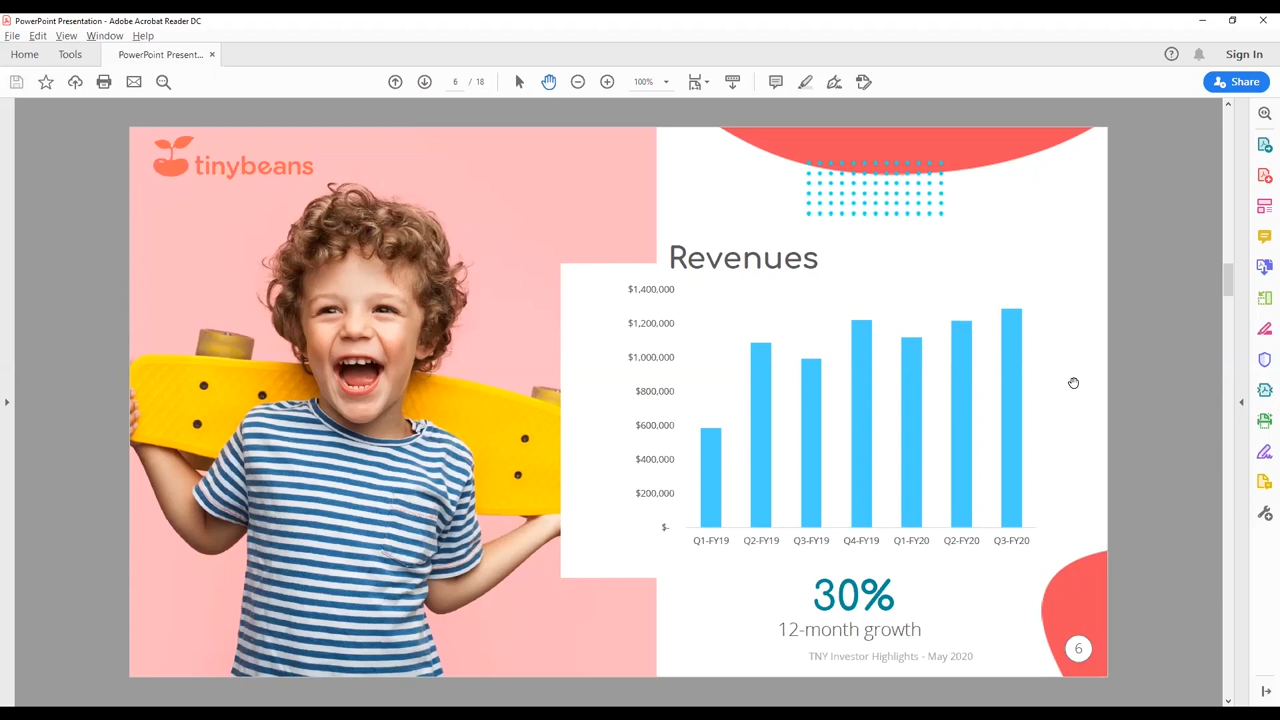 PowerPoint Presentation - Adobe Acrobat Reader DC
File Edit View Window Help
Home Tools PowerPoint Present... ×
Sign In
6 / 18
100%
Share
tinybeans
Revenues
$1,400,000
$1,200,000
$1,000,000
$800,000
$600,000
$400,000
$200,000
$-
Q1-FY19 Q2-FY19 Q3-FY19 Q4-FY19 Q1-FY20 Q2-FY20 Q3-FY20
30%
12-month growth
TNY Investor Highlights - May 2020
6